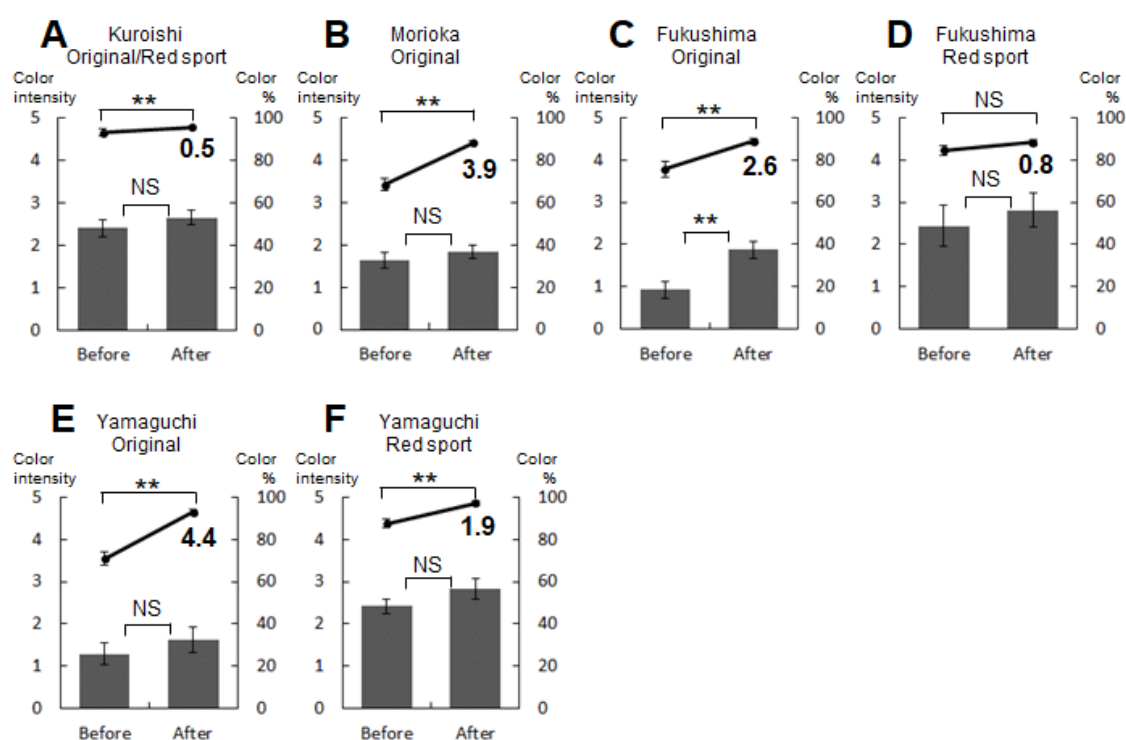 A
Kuroishi
Original/Red sport
Color
intensity
Color
%
**
5
4
3
2
1
0
100
80
60
40
20
0
0.5
NS
Before After
B
Morioka
Original
Color
intensity
Color
%
**
5
4
3
2
1
0
100
80
60
40
20
0
3.9
NS
Before After
C
Fukushima
Original
Color
intensity
Color
%
**
5
4
3
2
1
0
100
80
60
40
20
0
2.6
**
Before After
D
Fukushima
Red sport
Color
intensity
Color
%
NS
5
4
3
2
1
0
100
80
60
40
20
0
0.8
NS
Before After
E
Yamaguchi
Original
Color
intensity
Color
%
**
5
4
3
2
1
0
100
80
60
40
20
0
4.4
NS
Before After
F
Yamaguchi
Red sport
Color
intensity
Color
%
**
5
4
3
2
1
0
100
80
60
40
20
0
1.9
NS
Before After